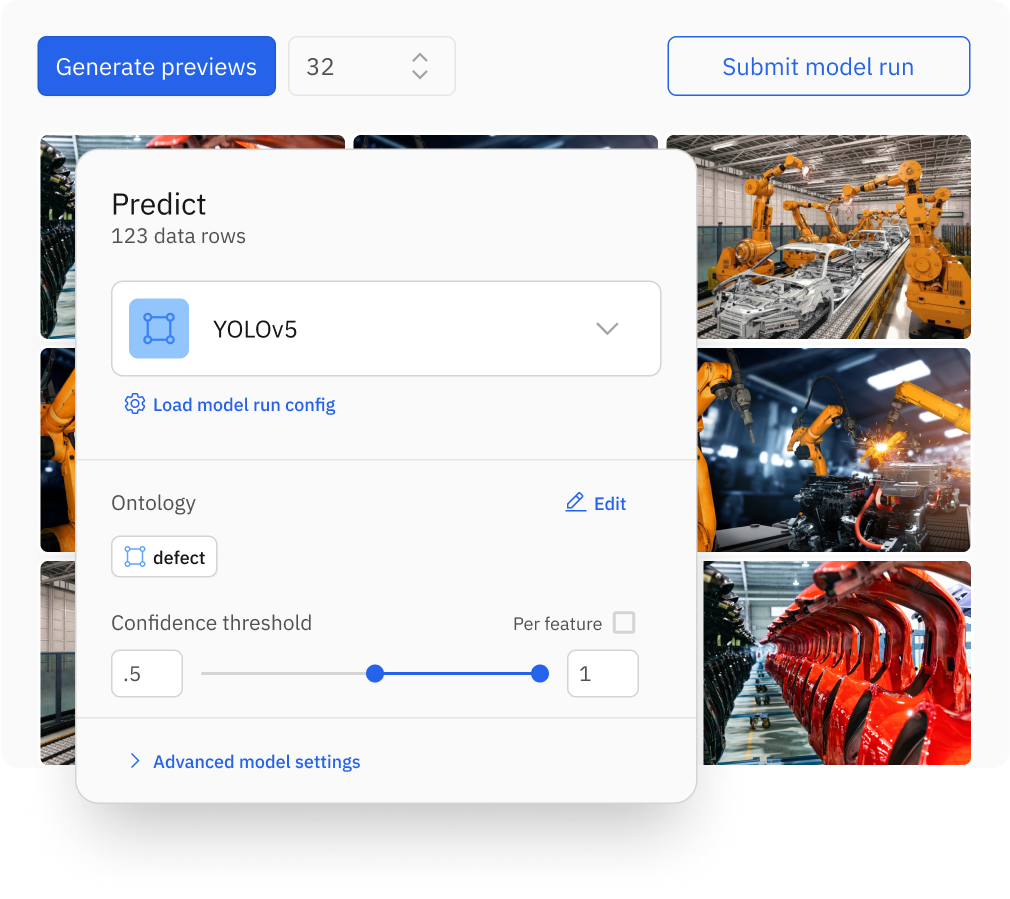 Generate previews
32
Submit model run
Predict
123 data rows
YOLOv5
Load model run config
Ontology
Edit
defect
Confidence threshold
Per feature
.5
1
Advanced model settings